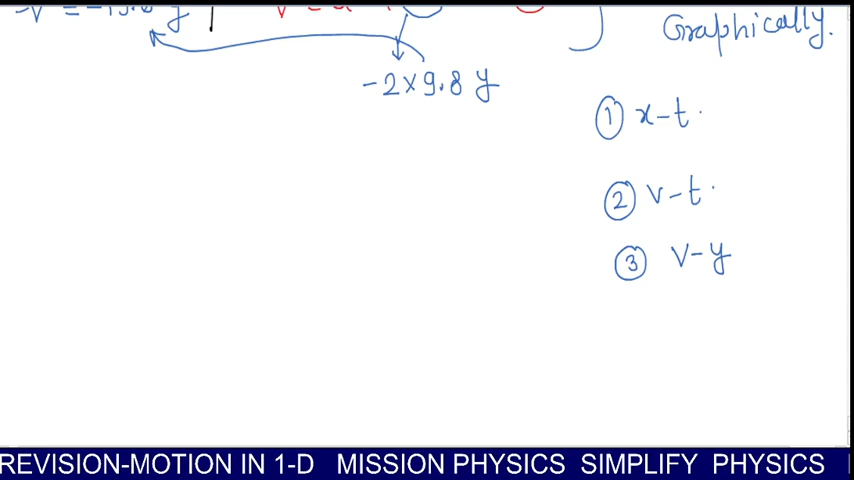 Graphically.
-2×9.8 y
① x-t.
② v-t.
③ v-y
REVISION-MOTION IN 1-D MISSION PHYSICS SIMPLIFY PHYSICS